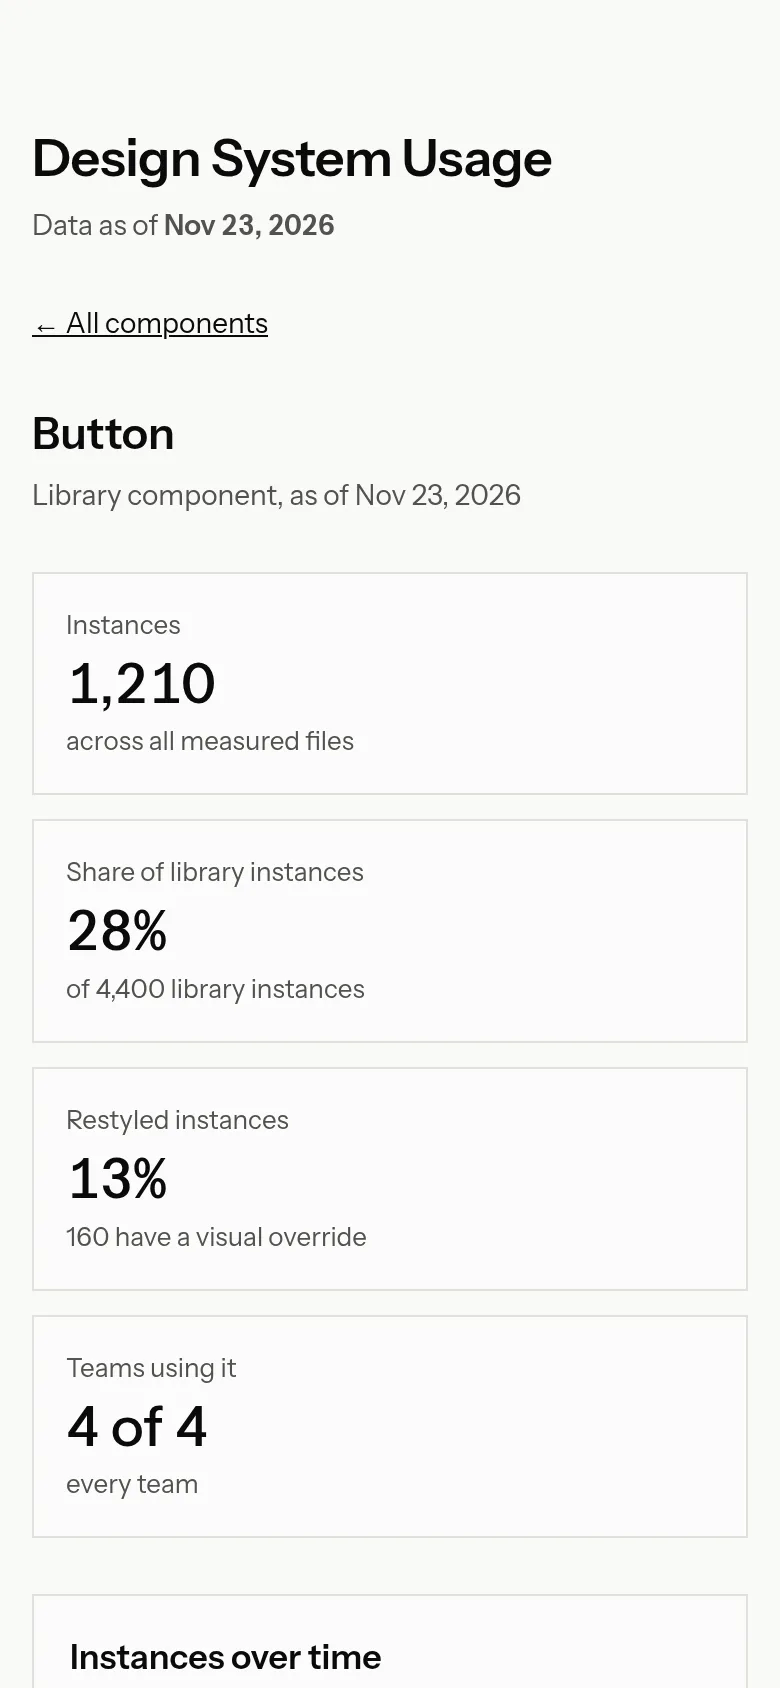 Design System Usage
Data as of Nov 23, 2026
← All components
Button
Library component, as of Nov 23, 2026
Instances
1,210
across all measured files
Share of library instances
28%
of 4,400 library instances
Restyled instances
13%
160 have a visual override
Teams using it
4 of 4
every team
Instances over time